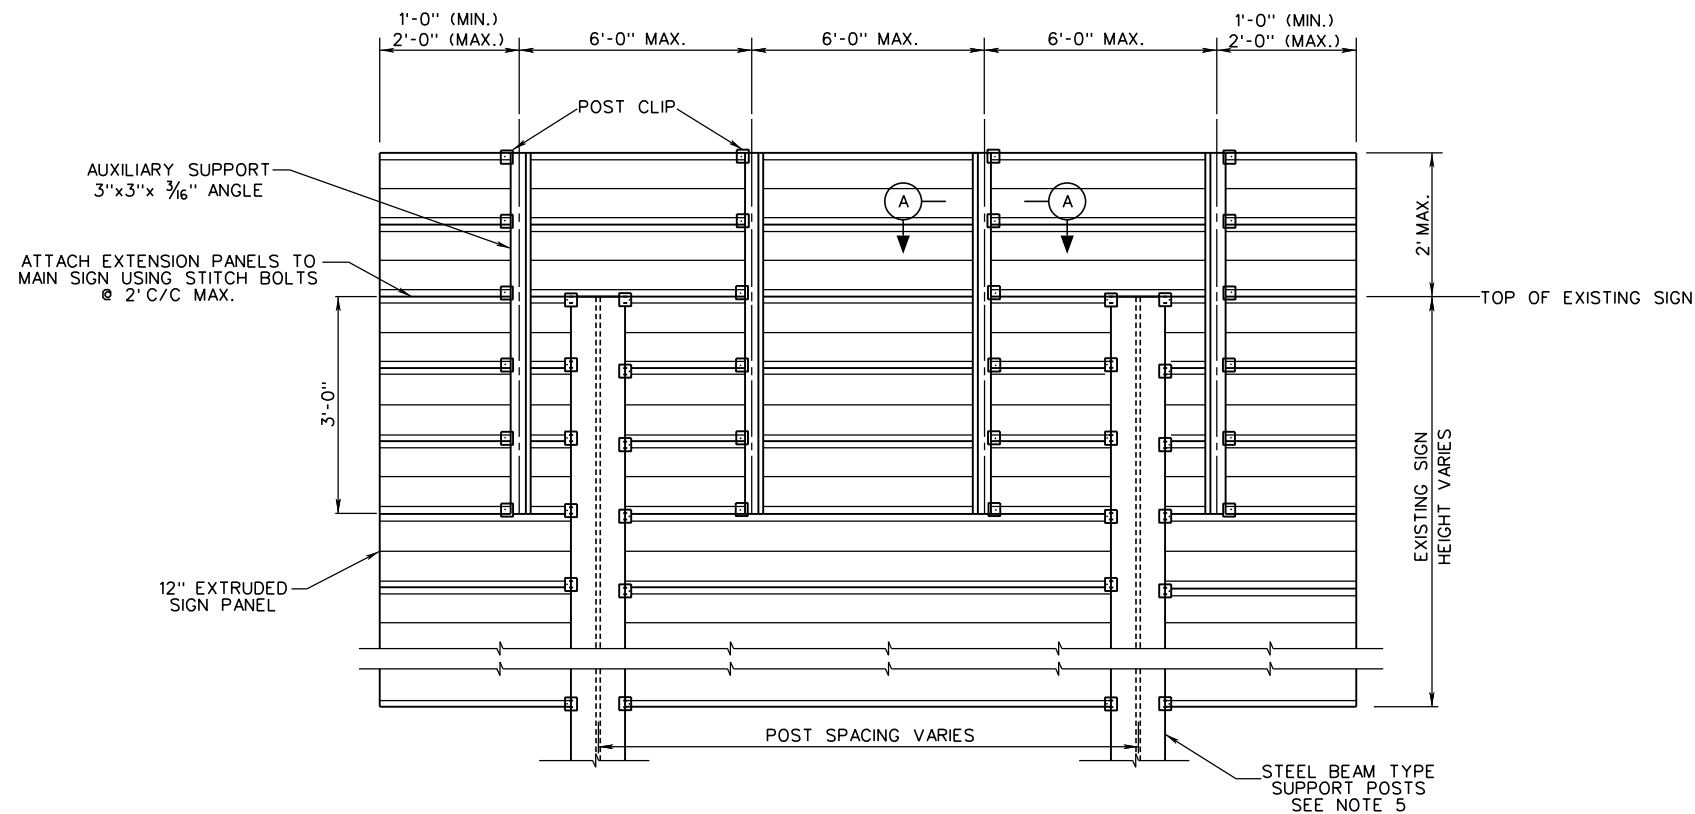 1'-0" (MIN.)
2'-0" (MAX.)
6'-0" MAX.
6'-0" MAX.
6'-0" MAX.
1'-0" (MIN.)
2'-0" (MAX.)
POST CLIP
AUXILIARY SUPPORT
3"x3"x 3/16" ANGLE
A
A
2' MAX.
ATTACH EXTENSION PANELS TO
MAIN SIGN USING STITCH BOLTS
@ 2' C/C MAX.
TOP OF EXISTING SIGN
3'-0"
EXISTING SIGN
HEIGHT VARIES
12" EXTRUDED
SIGN PANEL
POST SPACING VARIES
STEEL BEAM TYPE
SUPPORT POSTS
SEE NOTE 5